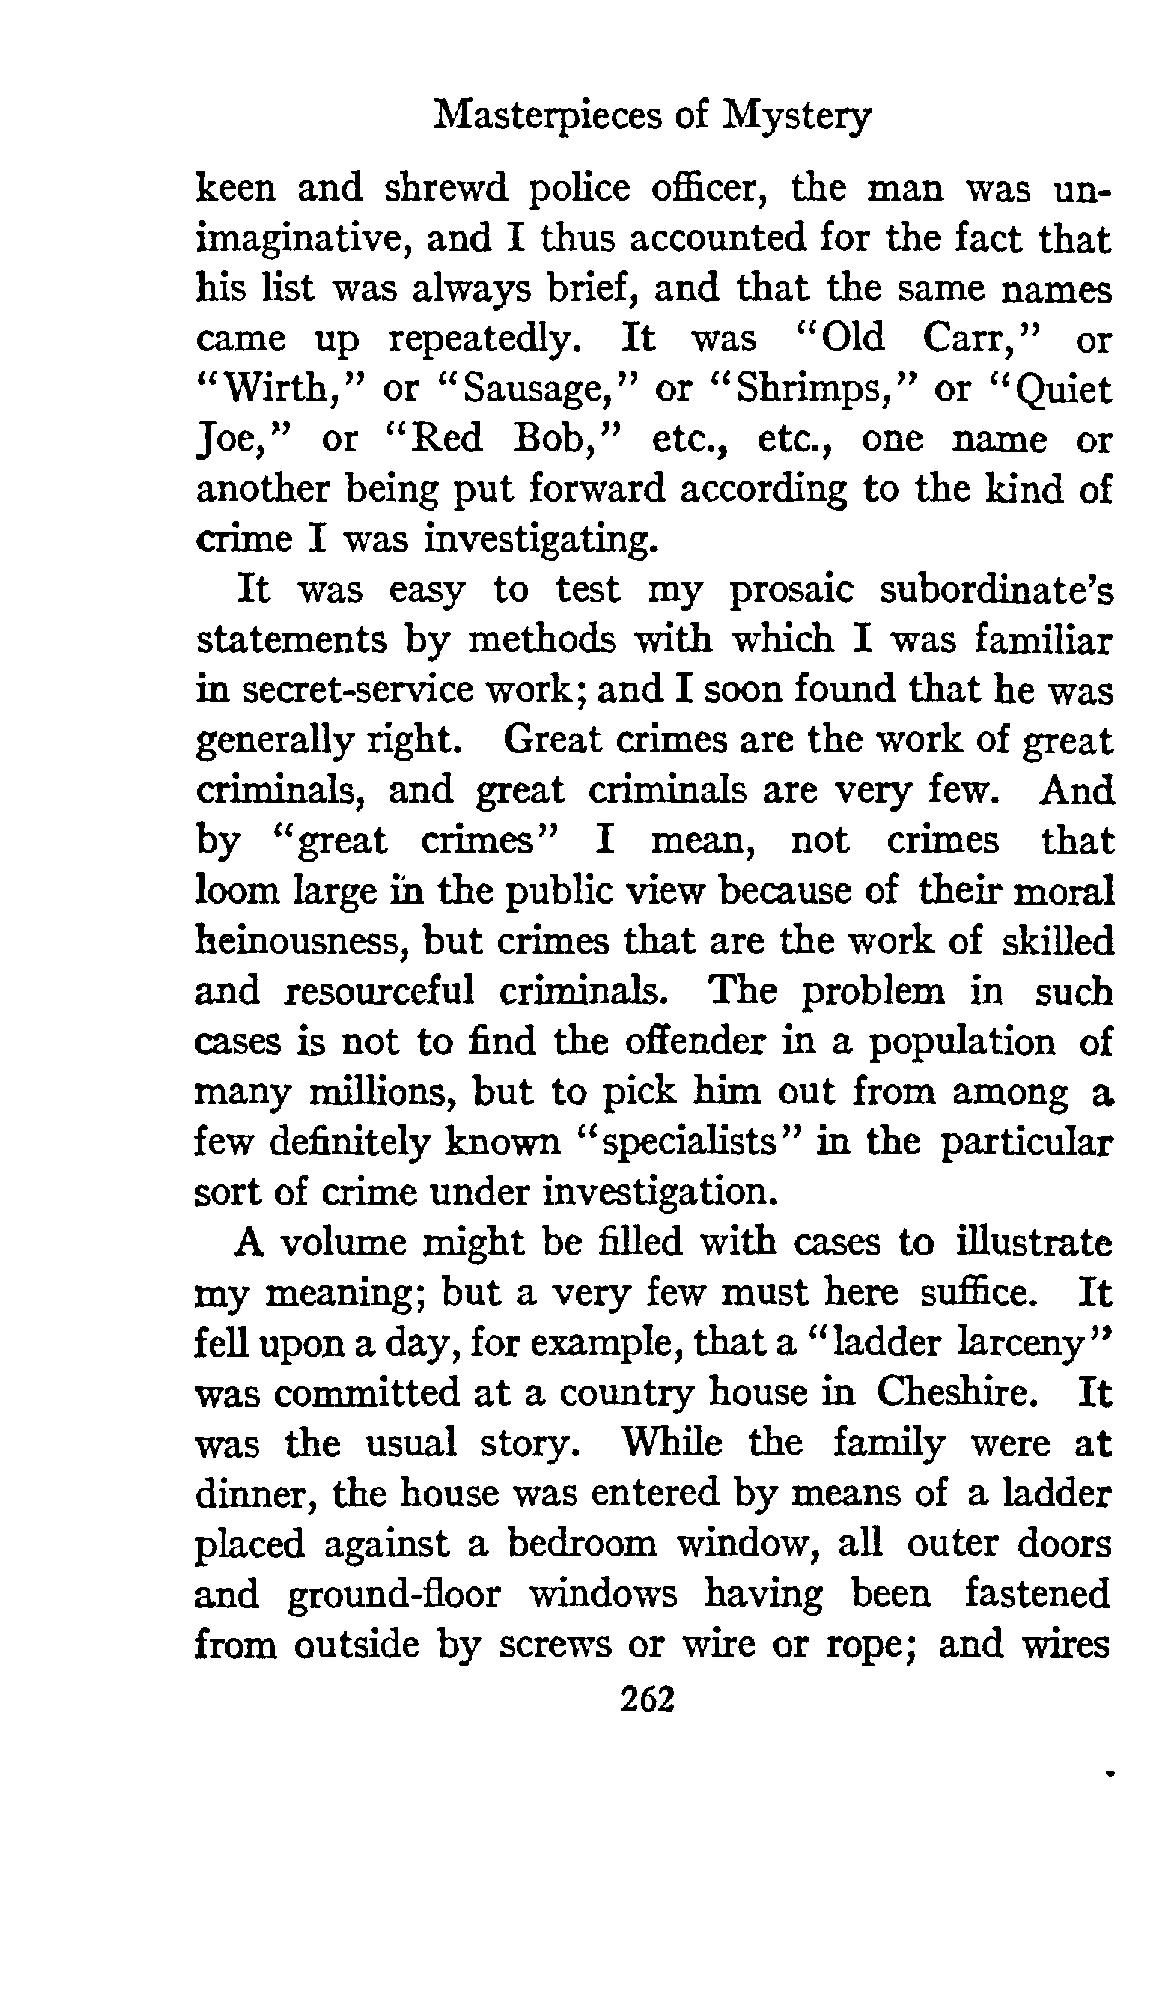 Masterpieces of Mystery
keen and shrewd police officer, the man was un-
imaginative, and I thus accounted for the fact that
his list was always brief, and that the same names
came up repeatedly. It was "Old Carr," or
"Wirth," or "Sausage," or "Shrimps," or "Quiet
Joe," or "Red Bob," etc., etc., one name or
another being put forward according to the kind of
crime I was investigating.
It was easy to test my prosaic subordinate's
statements by methods with which I was familiar
in secret-service work; and I soon found that he was
generally right. Great crimes are the work of great
criminals, and great criminals are very few. And
by "great crimes" I mean, not crimes that
loom large in the public view because of their moral
heinousness, but crimes that are the work of skilled
and resourceful criminals. The problem in such
cases is not to find the offender in a population of
many millions, but to pick him out from among a
few definitely known "specialists" in the particular
sort of crime under investigation.
A volume might be filled with cases to illustrate
my meaning; but a very few must here suffice. It
fell upon a day, for example, that a "ladder larceny"
was committed at a country house in Cheshire. It
was the usual story. While the family were at
dinner, the house was entered by means of a ladder
placed against a bedroom window, all outer doors
and ground-floor windows having been fastened
from outside by screws or wire or rope; and wires
262